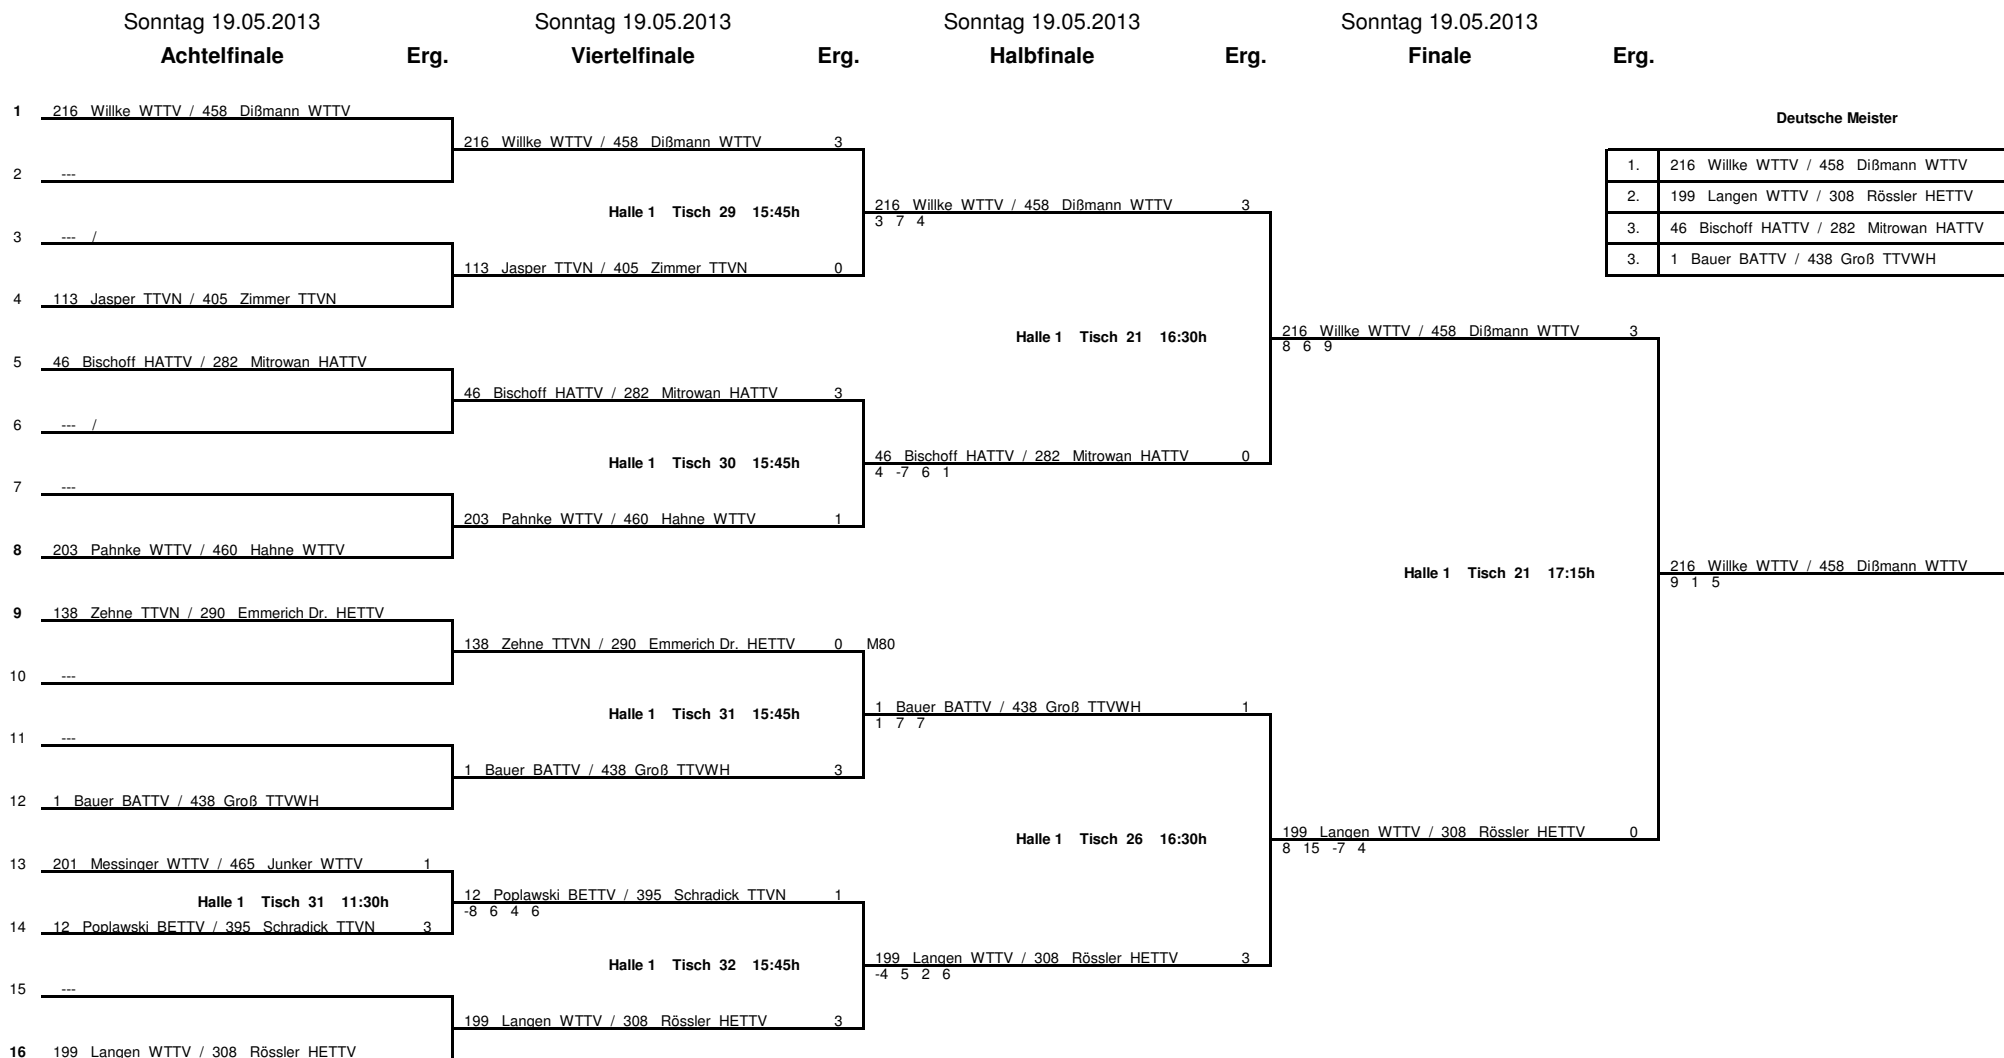 Sonntag 19.05.2013 Sonntag 19.05.2013 Sonntag 19.05.2013 Sonntag 19.05.2013
Achtelfinale Erg. Viertelfinale Erg. Halbfinale Erg. Finale Erg.
1 216 Willke WTTV / 458 Dißmann WTTV
Deutsche Meister
216 Willke WTTV / 458 Dißmann WTTV 3
1. 216 Willke WTTV / 458 Dißmann WTTV
2 ---
2. 199 Langen WTTV / 308 Rössler HETTV
Halle 1 Tisch 29 15:45h
216 Willke WTTV / 458 Dißmann WTTV 3
3 7 4
3. 46 Bischoff HATTV / 282 Mitrowan HATTV
3 --- /
3. 1 Bauer BATTV / 438 Groß TTVWH
113 Jasper TTVN / 405 Zimmer TTVN 0
4 113 Jasper TTVN / 405 Zimmer TTVN
Halle 1 Tisch 21 16:30h
216 Willke WTTV / 458 Dißmann WTTV 3
8 6 9
5 46 Bischoff HATTV / 282 Mitrowan HATTV
46 Bischoff HATTV / 282 Mitrowan HATTV 3
6 --- /
Halle 1 Tisch 30 15:45h
46 Bischoff HATTV / 282 Mitrowan HATTV 0
4 -7 6 1
7 ---
203 Pahnke WTTV / 460 Hahne WTTV 1
8 203 Pahnke WTTV / 460 Hahne WTTV
Halle 1 Tisch 21 17:15h
216 Willke WTTV / 458 Dißmann WTTV
9 1 5
9 138 Zehne TTVN / 290 Emmerich Dr. HETTV
138 Zehne TTVN / 290 Emmerich Dr. HETTV 0 M80
10 ---
Halle 1 Tisch 31 15:45h
1 Bauer BATTV / 438 Groß TTVWH 1
1 7 7
11 ---
1 Bauer BATTV / 438 Groß TTVWH 3
12 1 Bauer BATTV / 438 Groß TTVWH
Halle 1 Tisch 26 16:30h
199 Langen WTTV / 308 Rössler HETTV 0
8 15 -7 4
13 201 Messinger WTTV / 465 Junker WTTV 1
Halle 1 Tisch 31 11:30h
12 Poplawski BETTV / 395 Schradick TTVN 1
-8 6 4 6
14 12 Poplawski BETTV / 395 Schradick TTVN 3
Halle 1 Tisch 32 15:45h
199 Langen WTTV / 308 Rössler HETTV 3
-4 5 2 6
15 ---
199 Langen WTTV / 308 Rössler HETTV 3
16 199 Langen WTTV / 308 Rössler HETTV